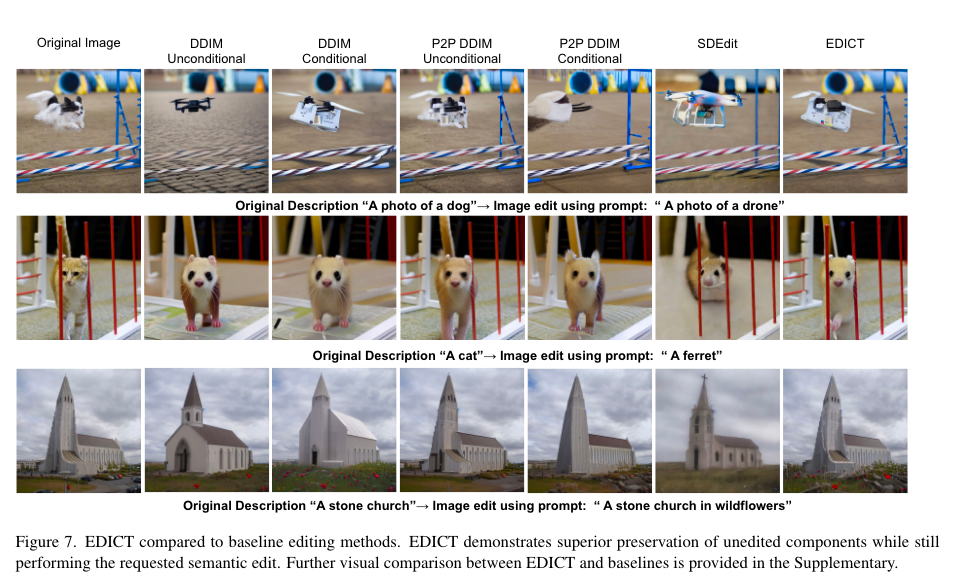 Original Image
DDIM
Unconditional
DDIM
Conditional
P2P DDIM
Unconditional
P2P DDIM
Conditional
SDEdit
EDICT
Original Description “A photo of a dog”→ Image edit using prompt: “ A photo of a drone”
Original Description “A cat”→ Image edit using prompt: “ A ferret”
Original Description “A stone church”→ Image edit using prompt: “ A stone church in wildflowers”
Figure 7. EDICT compared to baseline editing methods. EDICT demonstrates superior preservation of unedited components while still
performing the requested semantic edit. Further visual comparison between EDICT and baselines is provided in the Supplementary.